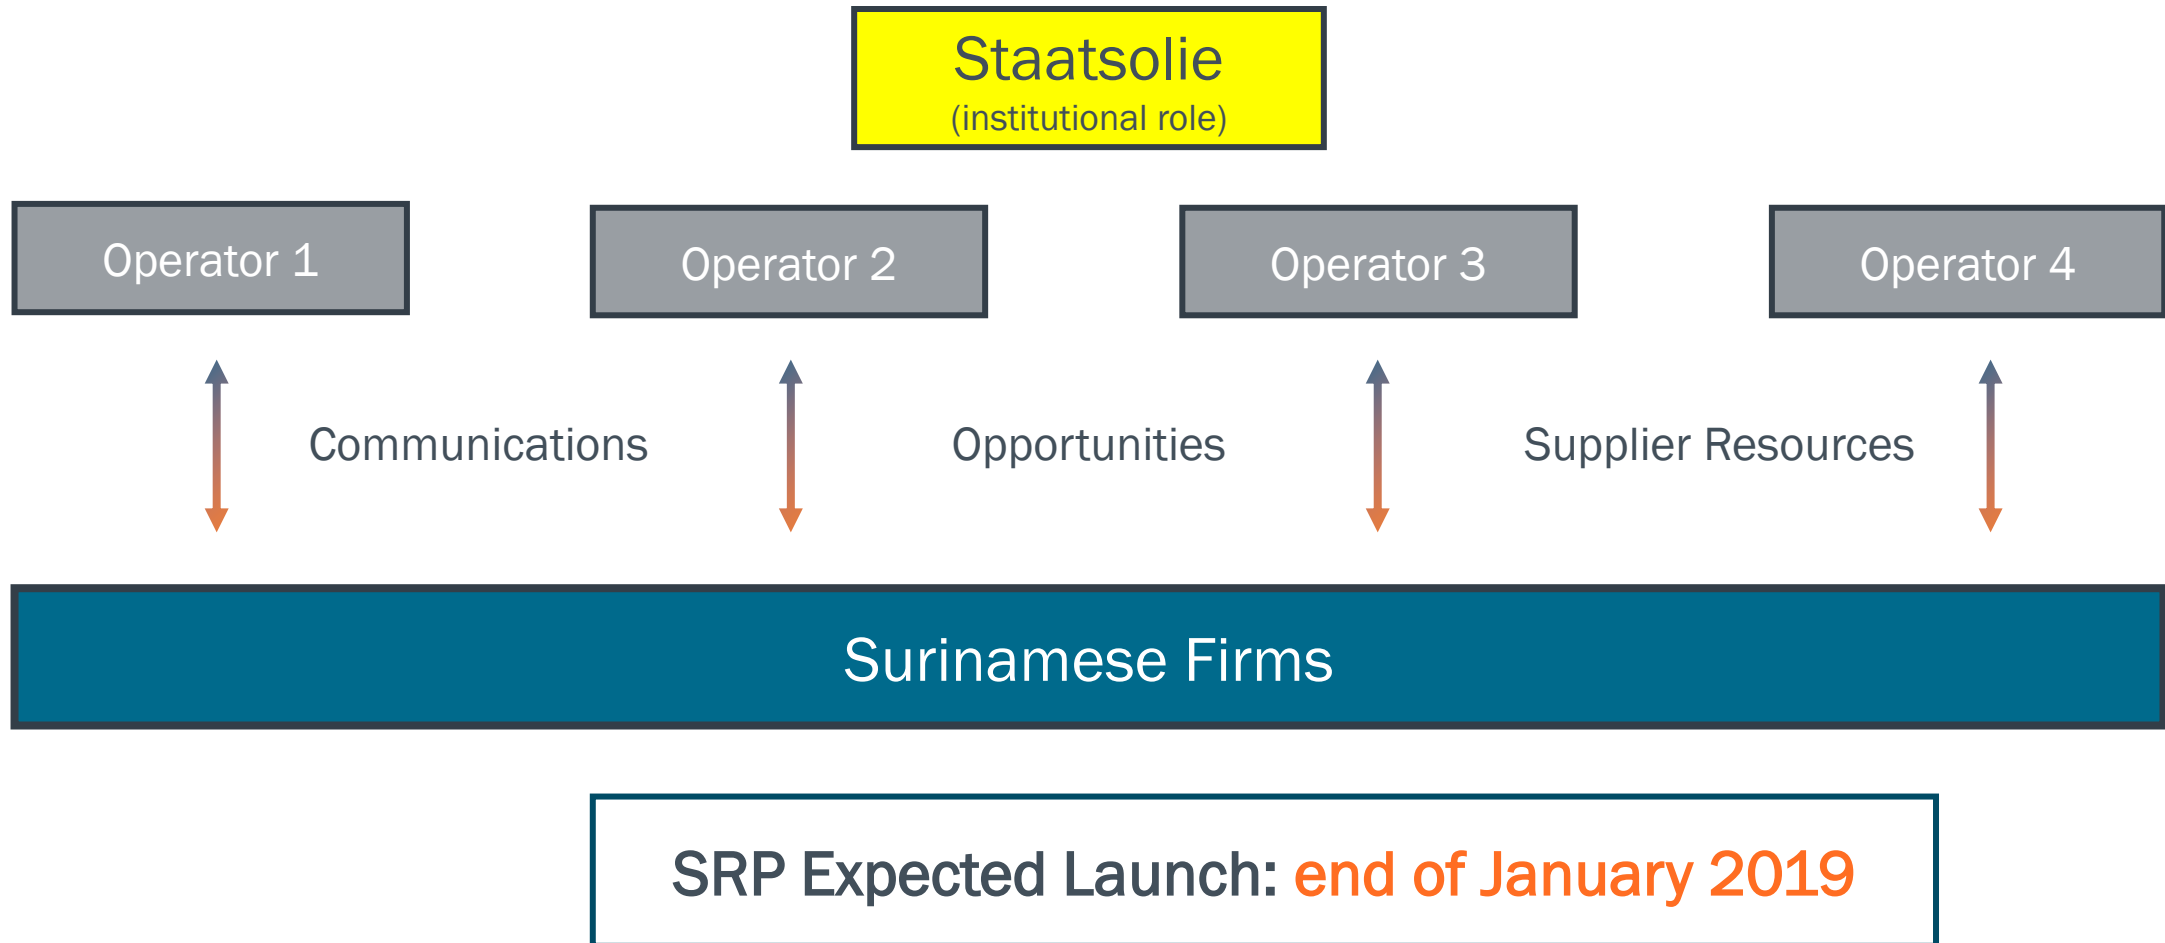 Staatsolie
(institutional role)
Operator 1
Operator 2
Operator 3
Operator 4
Communications
Opportunities
Supplier Resources
Surinamese Firms
SRP Expected Launch: end of January 2019